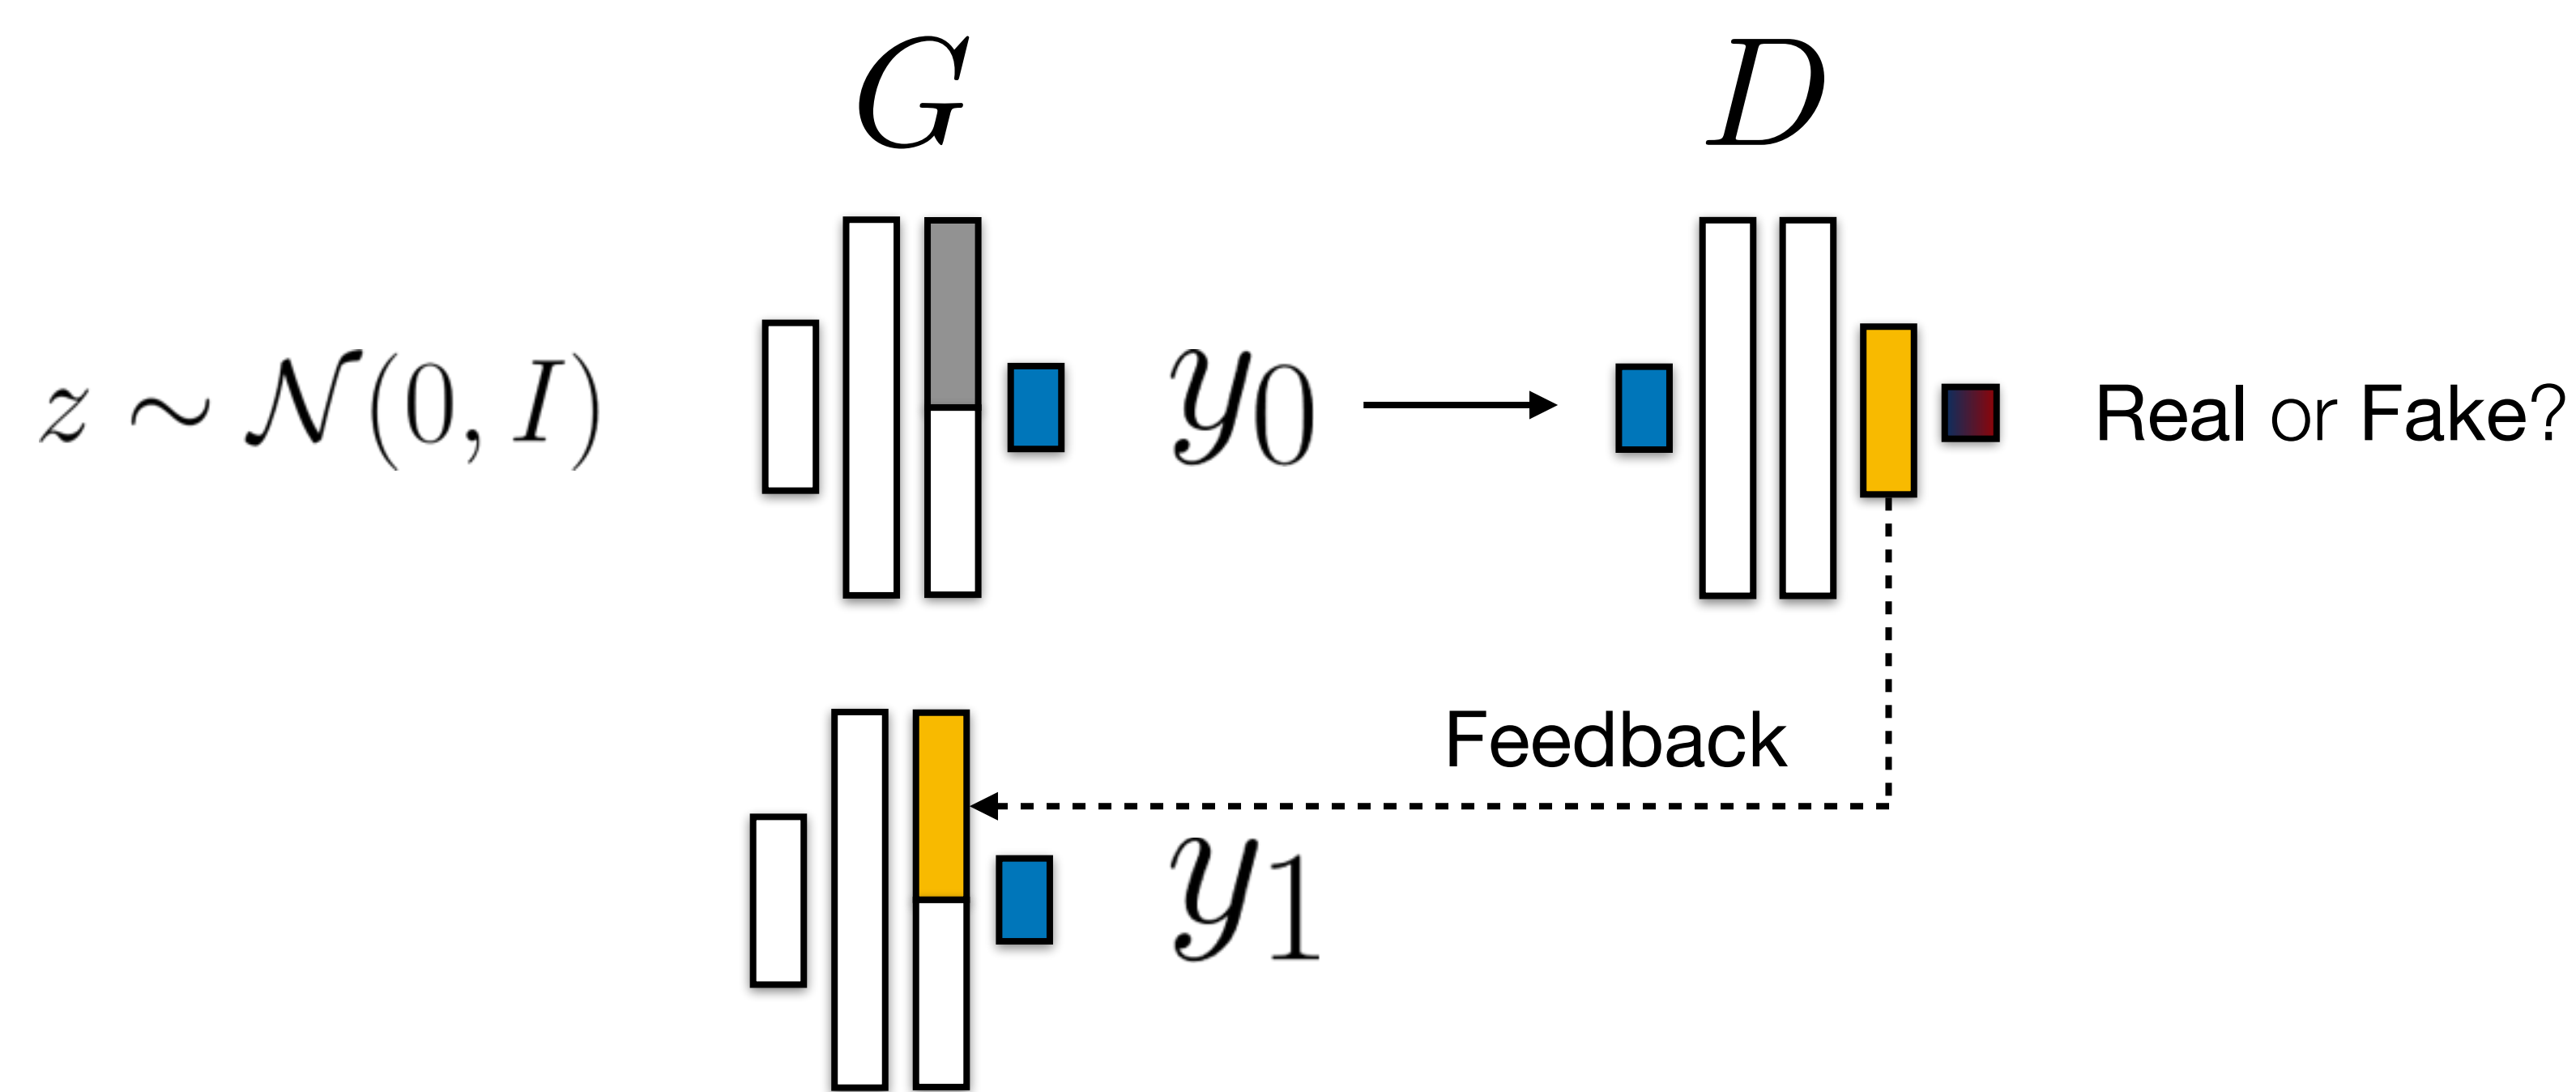 G
D
z ∼ 𝒩(0, I)
y₀
Real or Fake?
Feedback
y₁